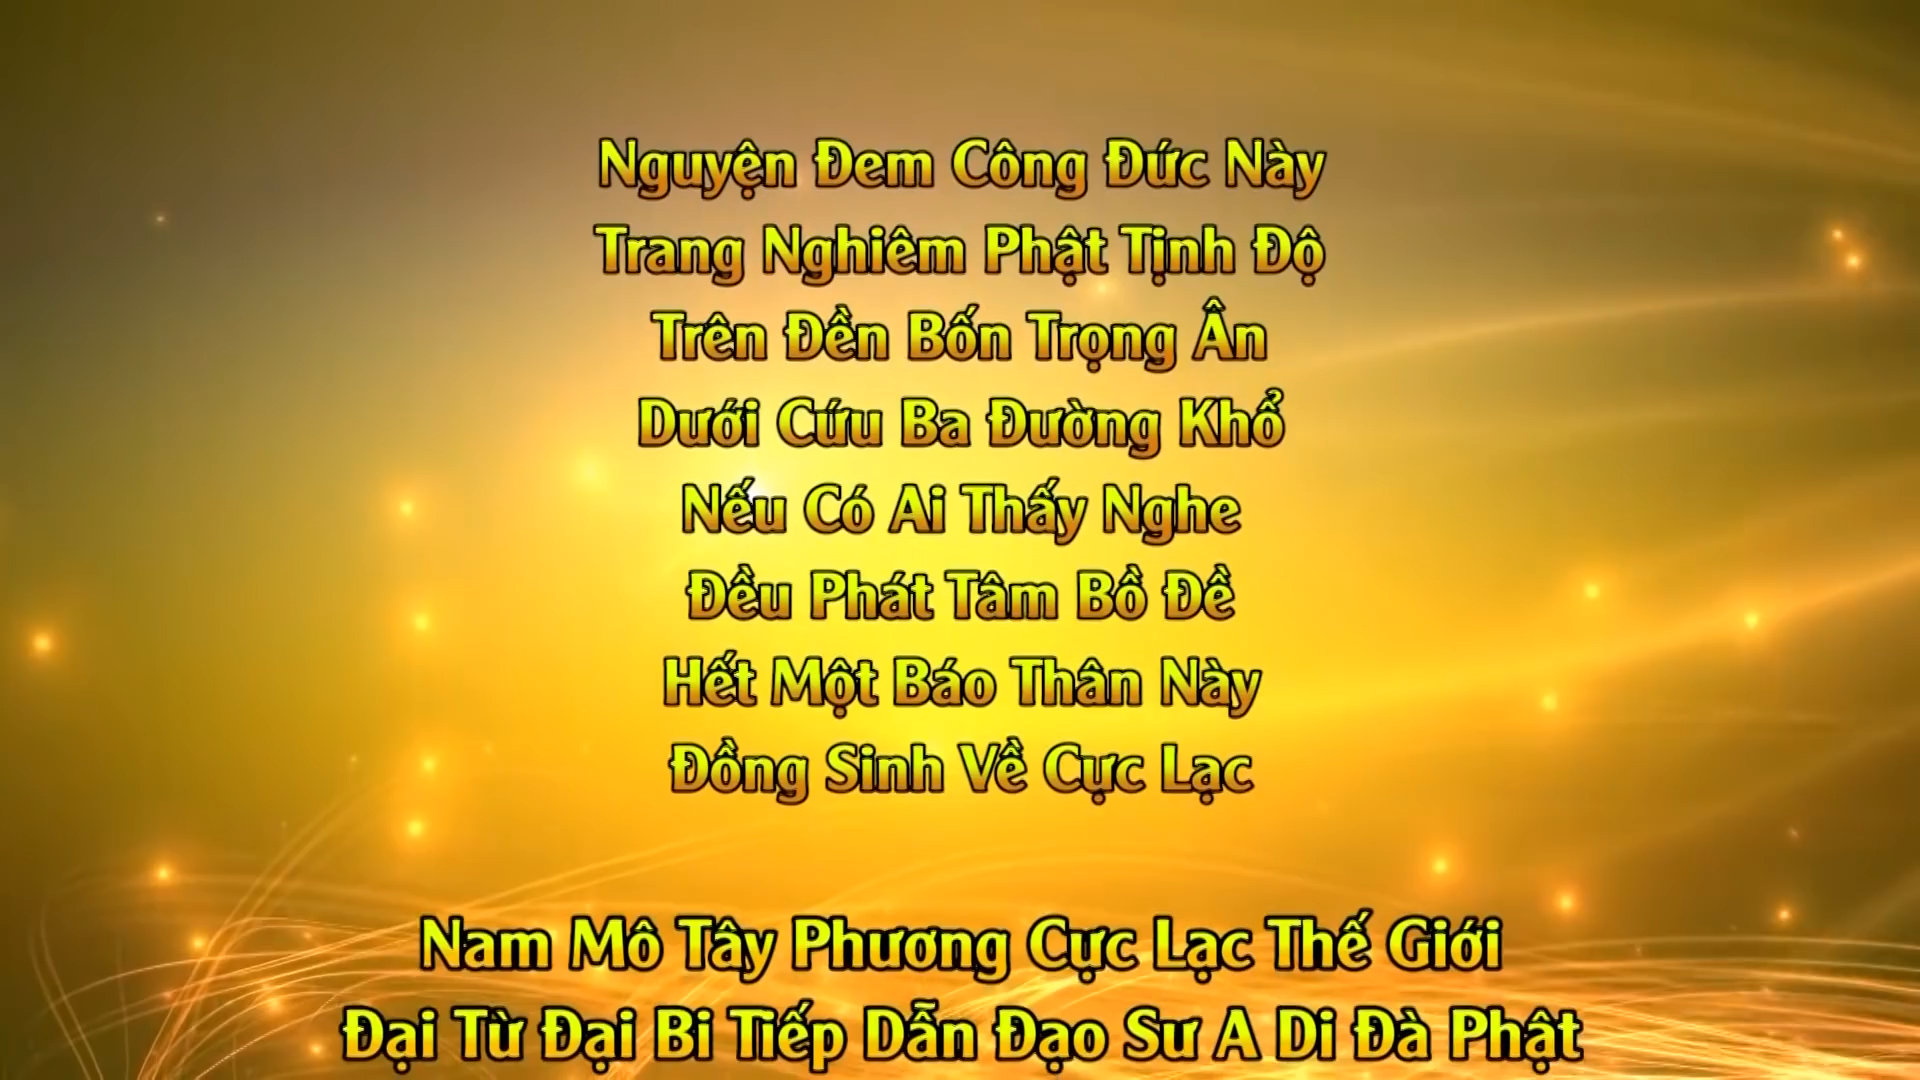 Nguyện Đem Công Đức Này
Trang Nghiêm Phật Tịnh Độ
Trên Đền Bốn Trọng Ân
Dưới Cứu Ba Đường Khổ
Nếu Có Ai Thấy Nghe
Đều Phát Tâm Bồ Đề
Hết Một Báo Thân Này
Đồng Sinh Về Cực Lạc
Nam Mô Tây Phương Cực Lạc Thế Giới
Đại Từ Đại Bi Tiếp Dẫn Đạo Sư A Di Đà Phật